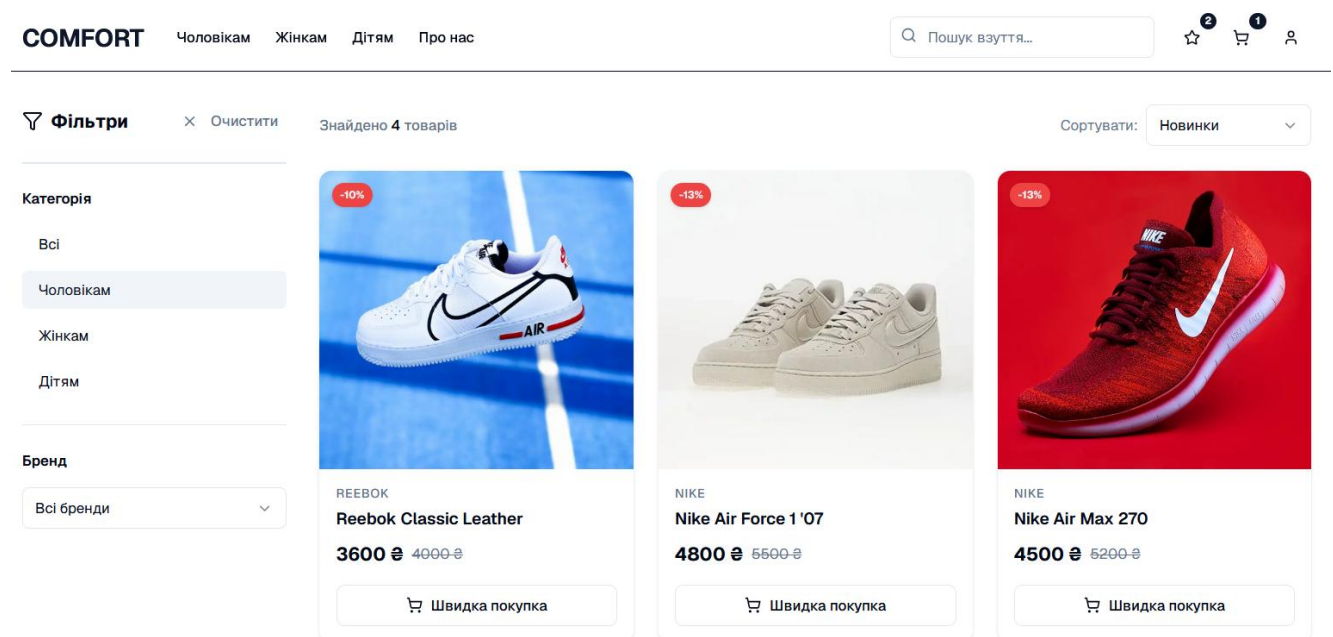 COMFORT
Чоловікам
Жінкам
Дітям
Про нас
Пошук взуття...
2
1
Фільтри
Очистити
Знайдено 4 товарів
Сортувати:
Новинки
Категорія
Всі
Чоловікам
Жінкам
Дітям
Бренд
Всі бренди
-10%
AIR
REEBOK
Reebok Classic Leather
3600 ₴ 4000 ₴
Швидка покупка
-13%
NIKE
Nike Air Force 1 '07
4800 ₴ 5500 ₴
Швидка покупка
-13%
NIKE
NIKE
Nike Air Max 270
4500 ₴ 5200 ₴
Швидка покупка